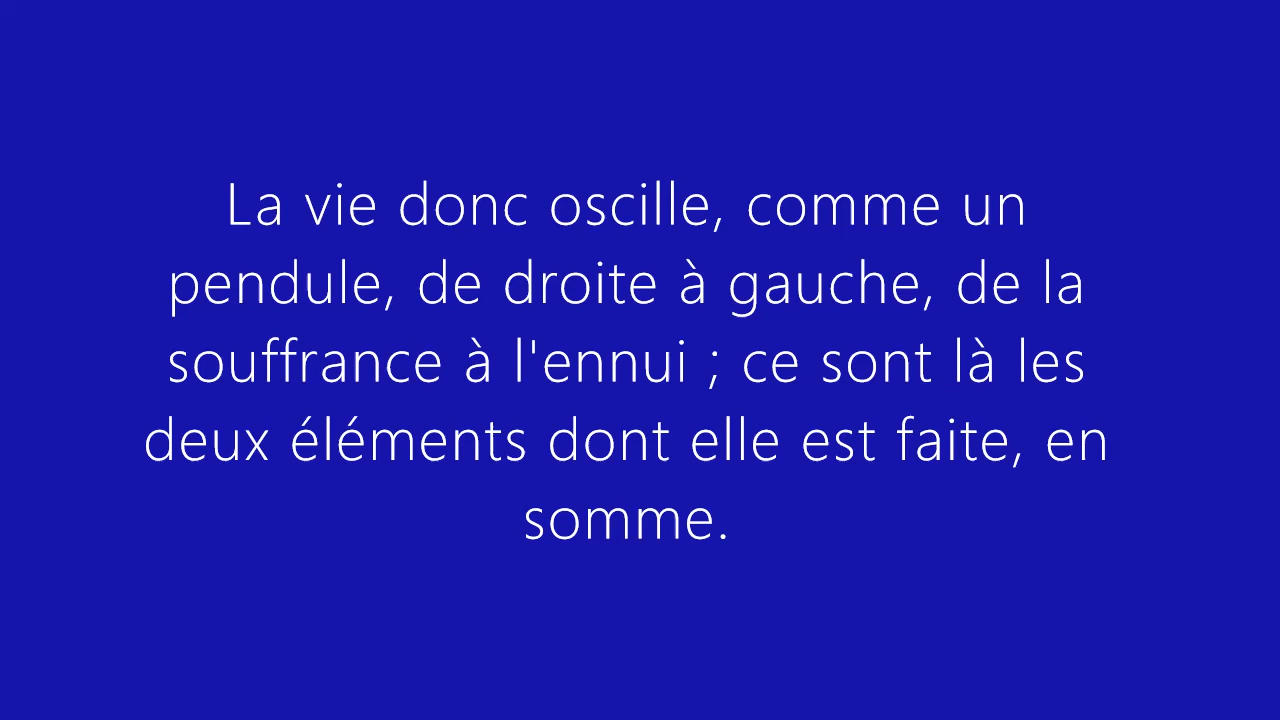 La vie donc oscille, comme un
pendule, de droite à gauche, de la
souffrance à l'ennui ; ce sont là les
deux éléments dont elle est faite, en
somme.